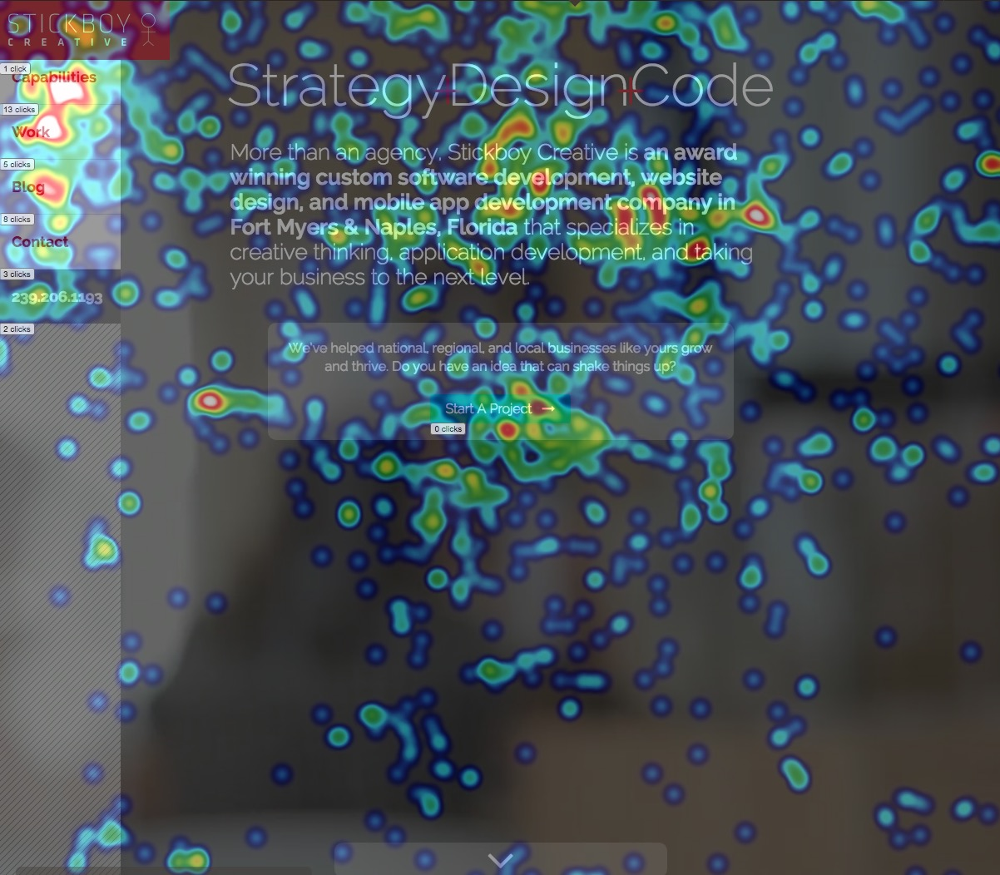 STICKBOY
CREATIVE
1 click
Capabilities
13 clicks
Work
5 clicks
Blog
8 clicks
Contact
3 clicks
239.206.1193
2 clicks
StrategyDesignCode
More than an agency, Stickboy Creative is an award
winning custom software development, website
design, and mobile app development company in
Fort Myers & Naples, Florida that specializes in
creative thinking, application development, and taking
your business to the next level.
We've helped national, regional, and local businesses like yours grow
and thrive. Do you have an idea that can shake things up?
Start A Project →
0 clicks